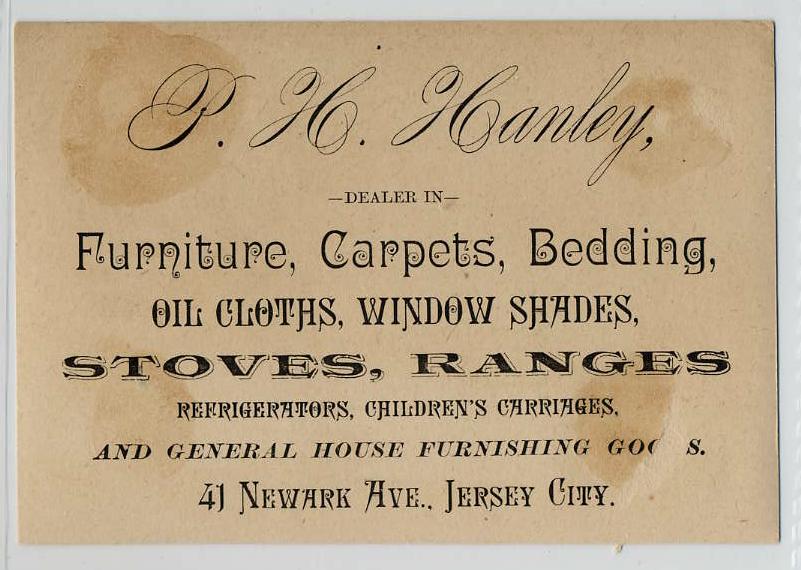 P. H. Hanley,
—DEALER IN—
Furniture, Carpets, Bedding,
OIL CLOTHS, WINDOW SHADES,
STOVES, RANGES
REFRIGERATORS, CHILDREN'S CARRIAGES,
AND GENERAL HOUSE FURNISHING GOO S.
41 NEWARK AVE., JERSEY CITY.